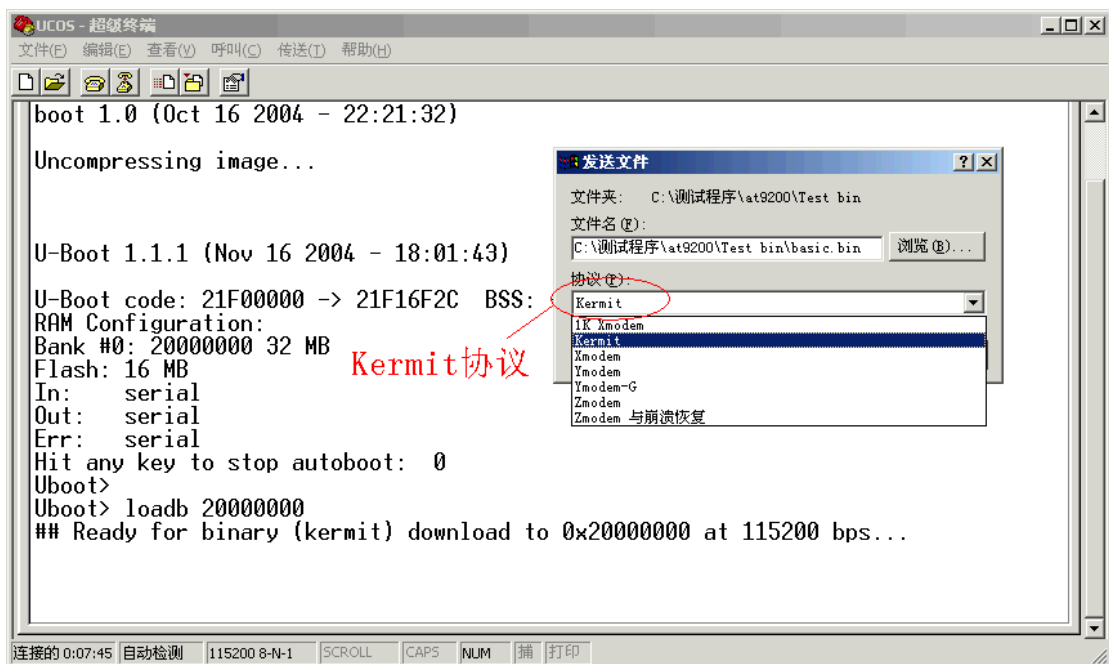 UCOS - 超级终端
文件(F) 编辑(E) 查看(V) 呼叫(C) 传送(T) 帮助(H)
boot 1.0 (Oct 16 2004 - 22:21:32)
Uncompressing image...
U-Boot 1.1.1 (Nov 16 2004 - 18:01:43)
U-Boot code: 21F00000 -> 21F16F2C BSS:
RAM Configuration:
Bank #0: 20000000 32 MB
Flash: 16 MB
In: serial
Out: serial
Err: serial
Hit any key to stop autoboot: 0
Uboot>
Uboot> loadb 20000000
## Ready for binary (kermit) download to 0x20000000 at 115200 bps...
Kermit协议
发送文件
文件夹: C:\测试程序\at9200\Test bin
文件名(F):
C:\测试程序\at9200\Test bin\basic.bin 浏览(B)...
协议(P):
Kermit
1K Xmodem
Kermit
Xmodem
Ymodem
Ymodem-G
Zmodem
Zmodem 与崩溃恢复
连接的 0:07:45 自动检测 115200 8-N-1 SCROLL CAPS NUM 捕 打印